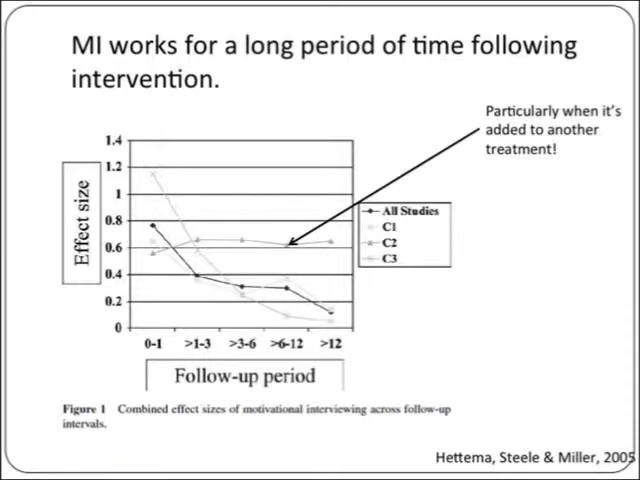 MI works for a long period of time following
intervention.
Particularly when it's
added to another
treatment!
1.4
1.2
1
0.8
0.6
0.4
0.2
0
Effect size
All Studies
C1
C2
C3
0-1 >1-3 >3-6 >6-12 >12
Follow-up period
Figure 1 Combined effect sizes of motivational interviewing across follow-up
intervals.
Hettema, Steele & Miller, 2005